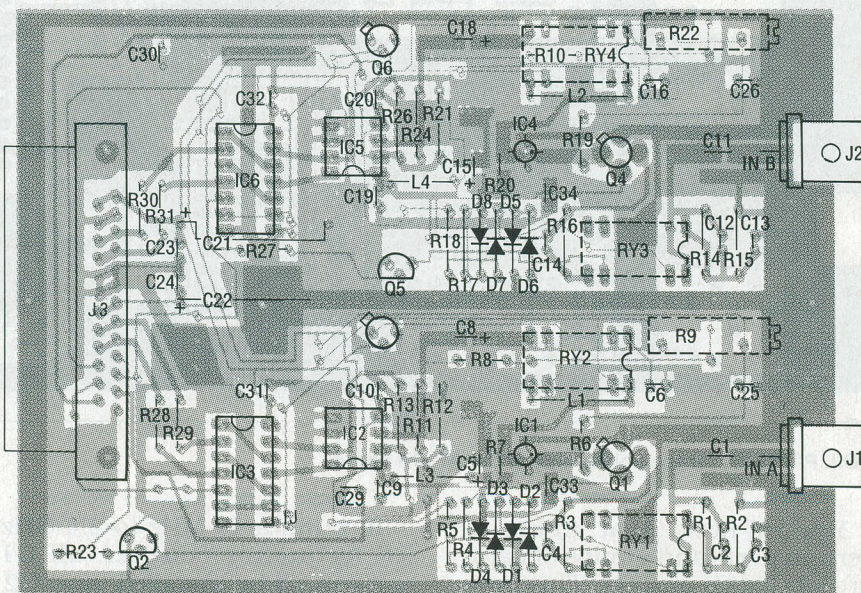 C30
Q6
C18 +
R10 RY4
R22
C16
C26
L2
C32
C20
R26
R24
R21
IC6
IC5
IC4
R19
Q4
C11
IN B
J2
C15
+
R20
L4
C34
C19
D8 D5
R30
R31
+
C23
C21
R27
R18
R16
RY3
C12
C13
R14
R15
C14
R17
D7
D6
Q5
C24
C22
+
J3
C8 +
R8
RY2
R9
L1
C6
C25
C31
C10
R13
R12
R11
R28
R29
IC3
IC2
IC1
R6
Q1
C1
IN A
J1
R7
C5
+
L3
C29
C9
D3 D2
C33
J
R5
R4
R3
C4
RY1
R1
R2
C2
C3
D4
D1
R23
Q2